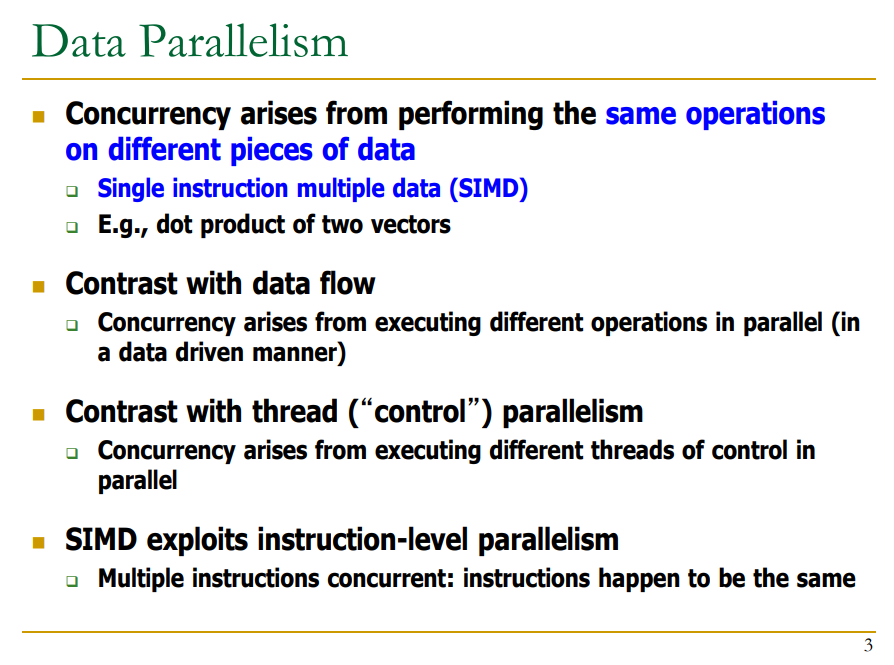 Data Parallelism
Concurrency arises from performing the same operations
on different pieces of data
Single instruction multiple data (SIMD)
E.g., dot product of two vectors
Contrast with data flow
Concurrency arises from executing different operations in parallel (in
a data driven manner)
Contrast with thread (“control”) parallelism
Concurrency arises from executing different threads of control in
parallel
SIMD exploits instruction-level parallelism
Multiple instructions concurrent: instructions happen to be the same
3